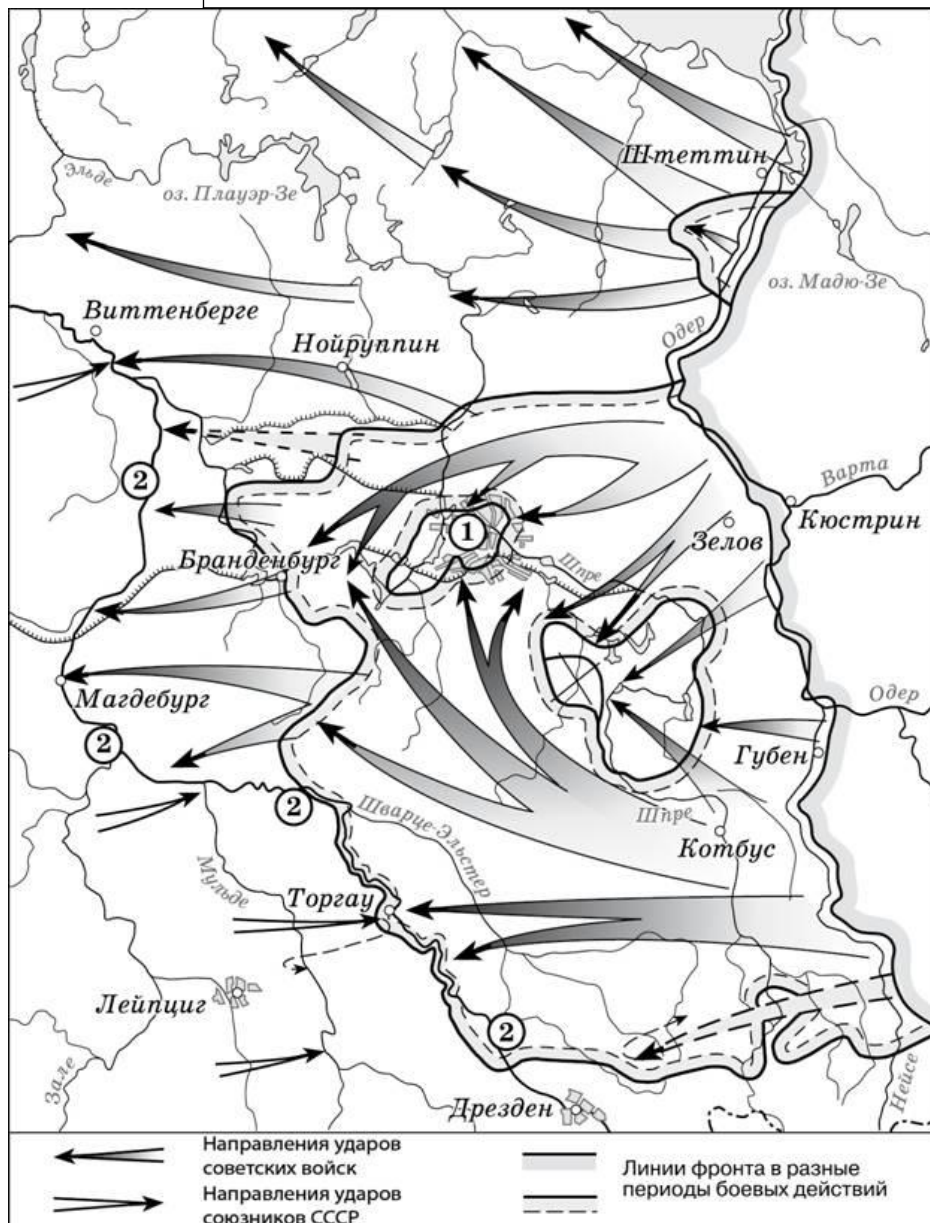 Штеттин
Эльде
оз. Плауэр-Зе
оз. Мадю-Зе
Виттенберге
Одер
Нойруппин
Варта
2
Кюстрин
1
Зелов
Бранденбург
Шпре
Магдебург
Одер
2
Губен
2
Шварце-Эльстер
Шпре
Котбус
Мульде
Торгау
Лейпциг
2
Зале
Дрезден
Нейсе
Направления ударов
советских войск
Направления ударов
союзников СССР
Линии фронта в разные
периоды боевых действий